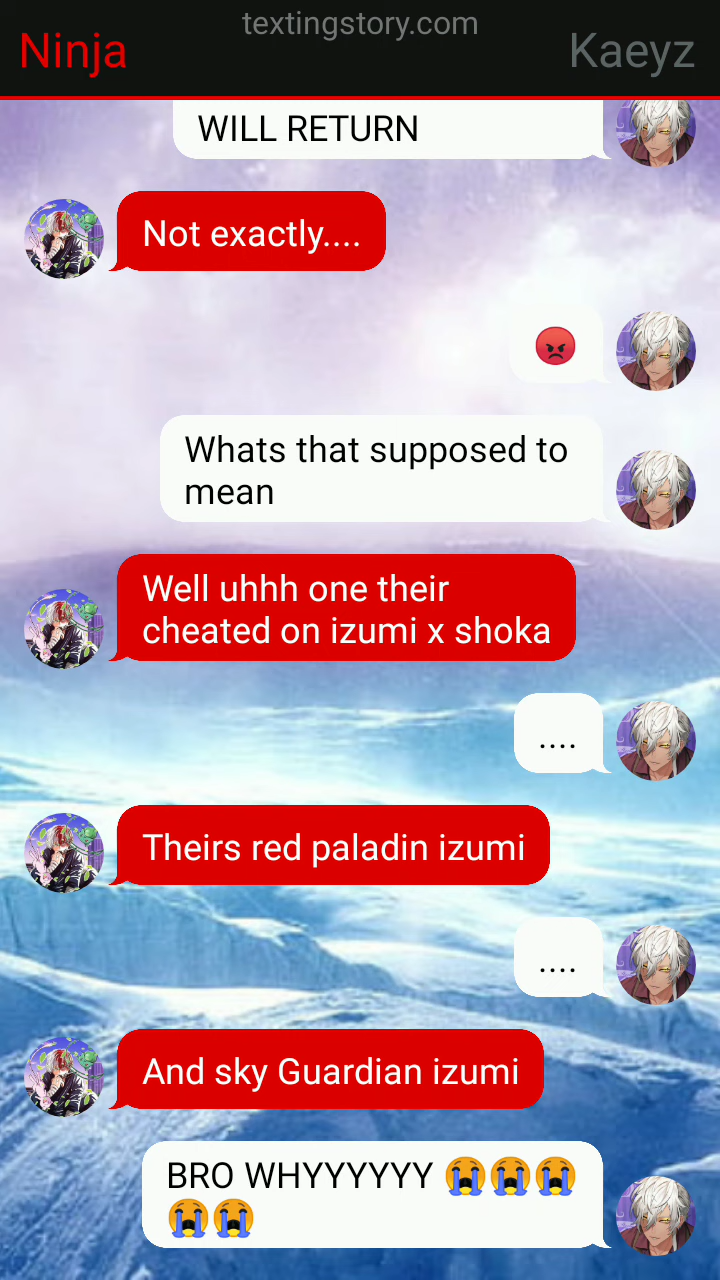 textingstory.com
Ninja
Kaeyz
WILL RETURN
Not exactly....
😡
Whats that supposed to
mean
Well uhhh one their
cheated on izumi x shoka
....
Theirs red paladin izumi
....
And sky Guardian izumi
BRO WHYYYYYY 😭😭😭
😭😭